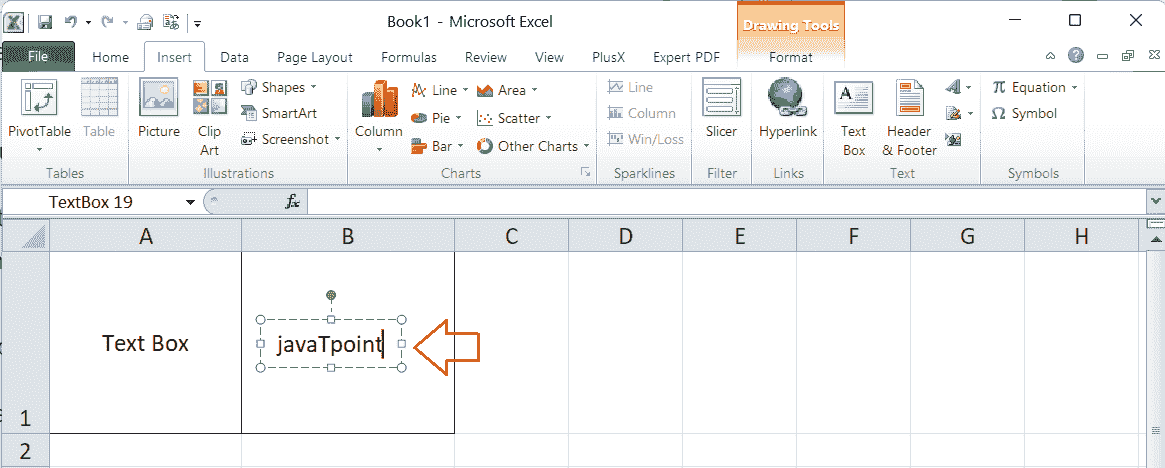 Book1 - Microsoft Excel
Drawing Tools
File Home Insert Data Page Layout Formulas Review View PlusX Expert PDF Format
PivotTable
Table
Tables
Picture
Clip Art
Shapes
SmartArt
Screenshot
Illustrations
Column
Line
Pie
Bar
Area
Scatter
Other Charts
Charts
Line
Column
Win/Loss
Sparklines
Slicer
Filter
Hyperlink
Links
Text Box
Header & Footer
Text
Equation
Symbol
Symbols
TextBox 19
fx
A B C D E F G H
Text Box
javaTpoint
1
2